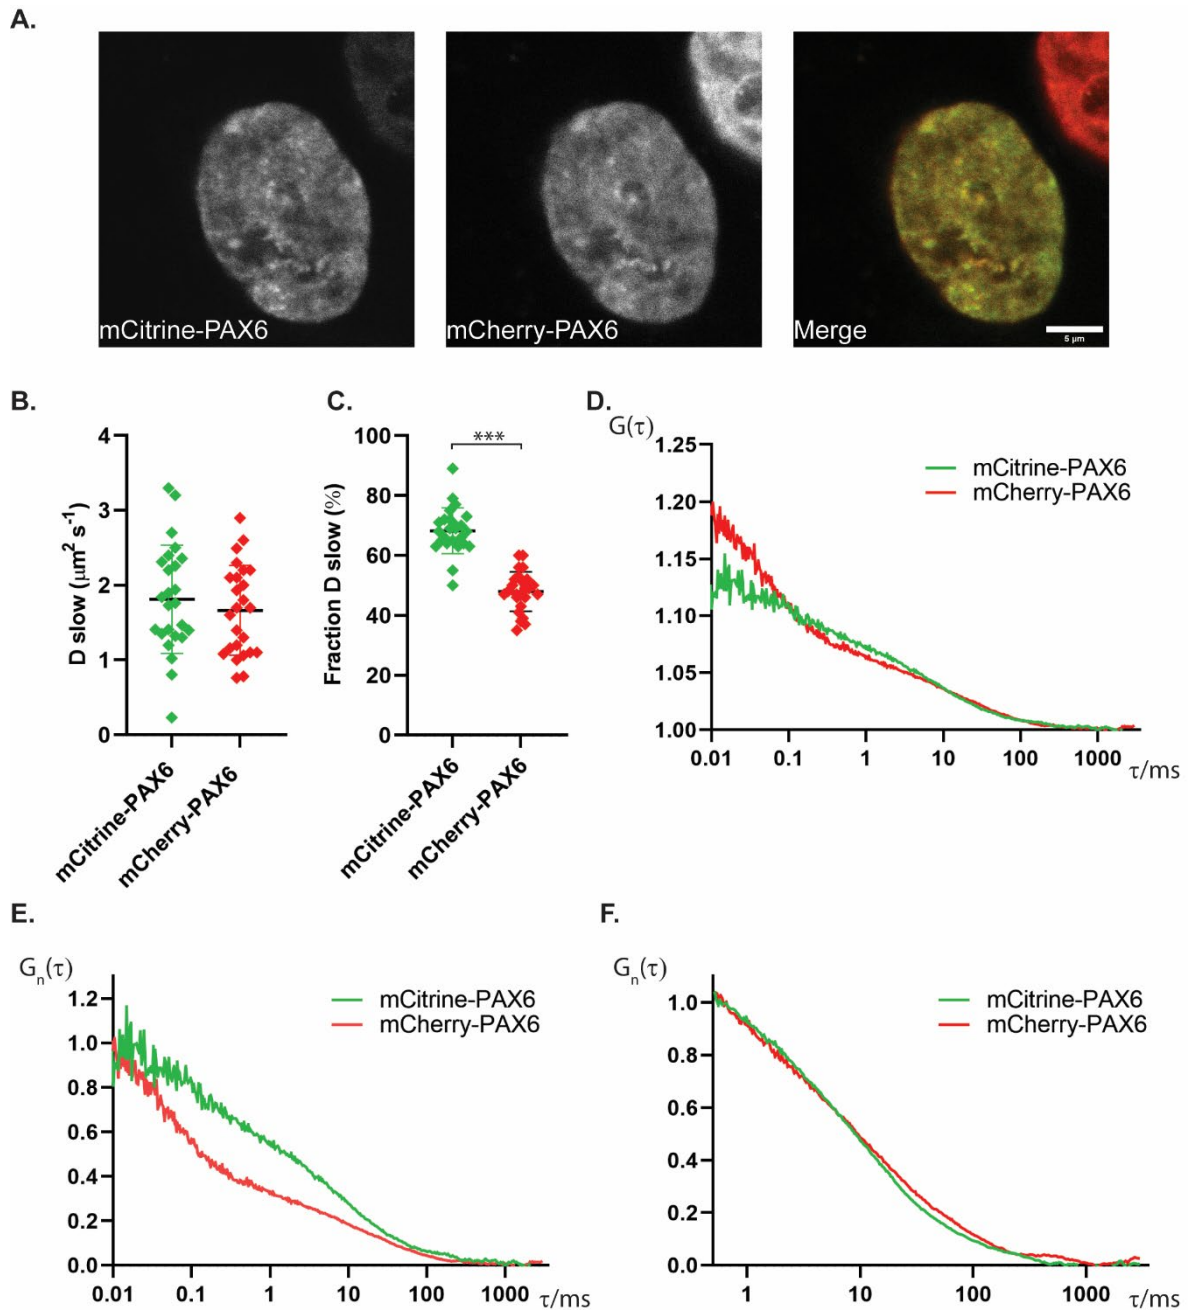 A.
mCitrine-PAX6
mCherry-PAX6
Merge
5 µm
B.
C.
D.
D slow (µm² s⁻¹)
4
3
2
1
0
mCitrine-PAX6
mCherry-PAX6
Fraction D slow (%)
100
80
60
40
20
0
***
mCitrine-PAX6
mCherry-PAX6
G(τ)
1.25
1.20
1.15
1.10
1.05
1.00
mCitrine-PAX6
mCherry-PAX6
0.01 0.1 1 10 100 1000 τ/ms
E.
F.
Gₙ(τ)
1.2
1.0
0.8
0.6
0.4
0.2
0.0
mCitrine-PAX6
mCherry-PAX6
0.01 0.1 1 10 100 1000 τ/ms
Gₙ(τ)
1.0
0.8
0.6
0.4
0.2
0.0
mCitrine-PAX6
mCherry-PAX6
1 10 100 1000 τ/ms